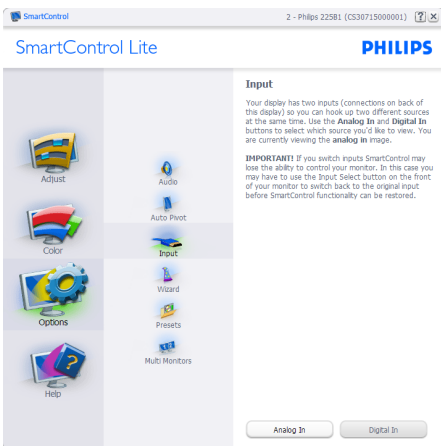 SmartControl
2 - Philips 225B1 (CS30715000001)
? ×
SmartControl Lite
PHILIPS
Adjust
Color
Options
Help
Audio
Auto Pivot
Input
Wizard
Presets
Multi Monitors
Input
Your display has two inputs (connections on back of
this display) so you can hook up two different sources
at the same time. Use the Analog In and Digital In
buttons to select which source you'd like to view. You
are currently viewing the analog in image.
IMPORTANT! If you switch inputs SmartControl may
lose the ability to control your monitor. In this case you
may have to use the Input Select button on the front
of your monitor to switch back to the original input
before SmartControl functionality can be restored.
Analog In
Digital In